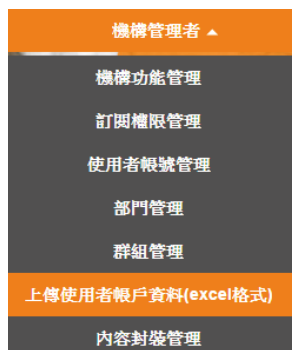 機構管理者 ▲
機構功能管理
訂閱權限管理
使用者帳號管理
部門管理
群組管理
上傳使用者帳戶資料(excel格式)
內容封裝管理